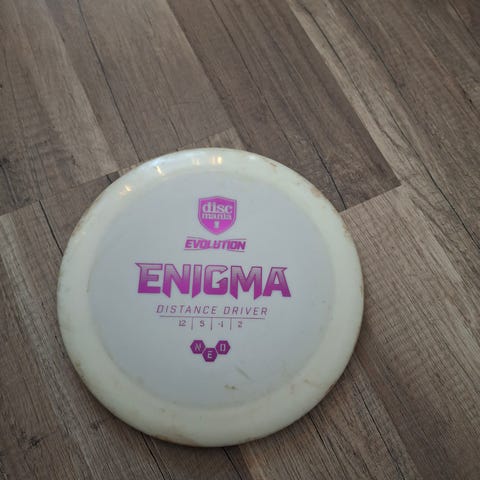 disc
mania
EVOLUTION
ENIGMA
DISTANCE DRIVER
12 | 5 | -1 | 2
NEO